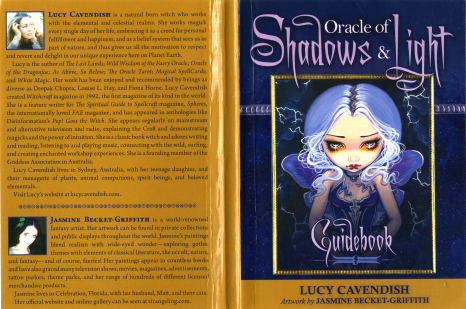 LUCY CAVENDISH is a natural born witch who works
with the elemental and celestial realms. She works magick
every single day of her life, embracing it as a creed for personal
fulfillment and happiness, and as a belief system that sees us as
part of nature, and thus gives us all the motivation to respect
and revere and delight in our unique experience here on Planet Earth.
Lucy is the author of The Lost Lands; Wild Wisdom of the Faery Oracle; Oracle
of the Dragonfae; As Above, So Below; The Oracle Tarot; Magical Spell Cards;
and White Magic. Her work has been enjoyed and recommended by beings as
diverse as Deepak Chopra, Louise L. Hay, and Fiona Horne. Lucy Cavendish
created Witchcraft magazine in 1992, the first magazine of its kind in the world.
She is a feature writer for The Spiritual Guide to Spellcraft magazine, Spheres,
the internationally loved FAE magazine, and has appeared in anthologies like
Disinformation's Pop! Goes the Witch. She appears regularly on mainstream
and alternative television and radio, explaining the Craft and demonstrating
magicks and the power of intuition. She is a classic book witch and adores writing
and reading, listening to and playing music, connecting with the wild, surfing,
and creating enchanted workshop experiences. She is a founding member of the
Goddess Association in Australia.
Lucy Cavendish lives in Sydney, Australia, with her teenage daughter, and
their menagerie of plants, animal companions, spirit beings, and beloved
elementals.
Visit Lucy's website at lucycavendish.com.
JASMINE BECKET-GRIFFITH is a world-renowned
fantasy artist. Her artwork can be found in private collections
and public displays throughout the world. Jasmine's paintings
blend realism with wide-eyed wonder—exploring gothic
themes with elements of classical literature, the occult, nature,
and fantasy—and of course, faeries! Her paintings appear in countless books
and have also graced many television shows, movies, magazines, advertisements,
tattoo parlors, theme parks, and her range of hundreds of different licensed
merchandise products.
Jasmine lives in Celebration, Florida, with her husband, Matt, and their cats.
Her official website and online gallery can be seen at strangeling.com.
Oracle of
Shadows & Light
Guidebook
LUCY CAVENDISH
Artwork by JASMINE BECKET-GRIFFITH